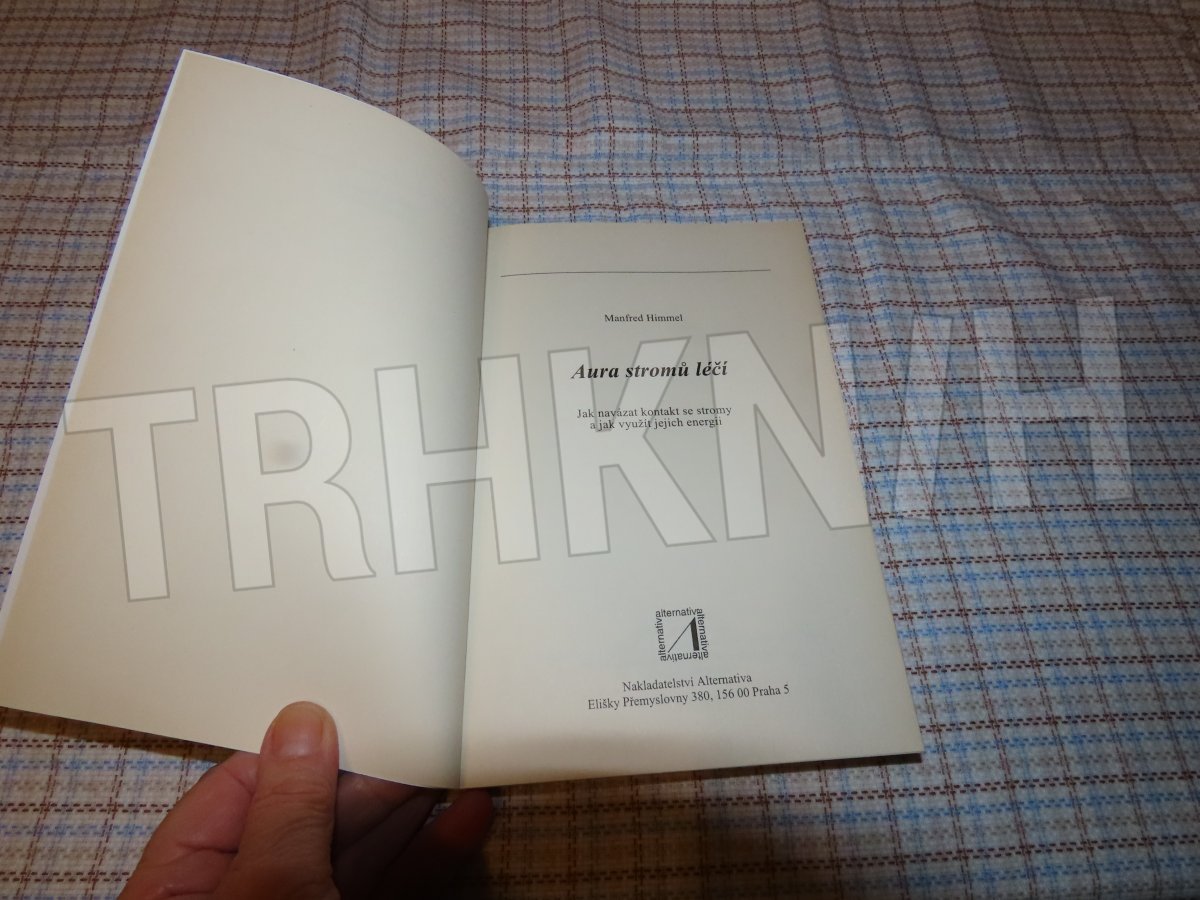 Manfred Himmel
Aura stromů léčí
Jak navázat kontakt se stromy
a jak využít jejich energii
alternativa
alternativa
alternativa
alternativa
Nakladatelství Alternativa
Elišky Přemyslovny 380, 156 00 Praha 5
TRHKNIH